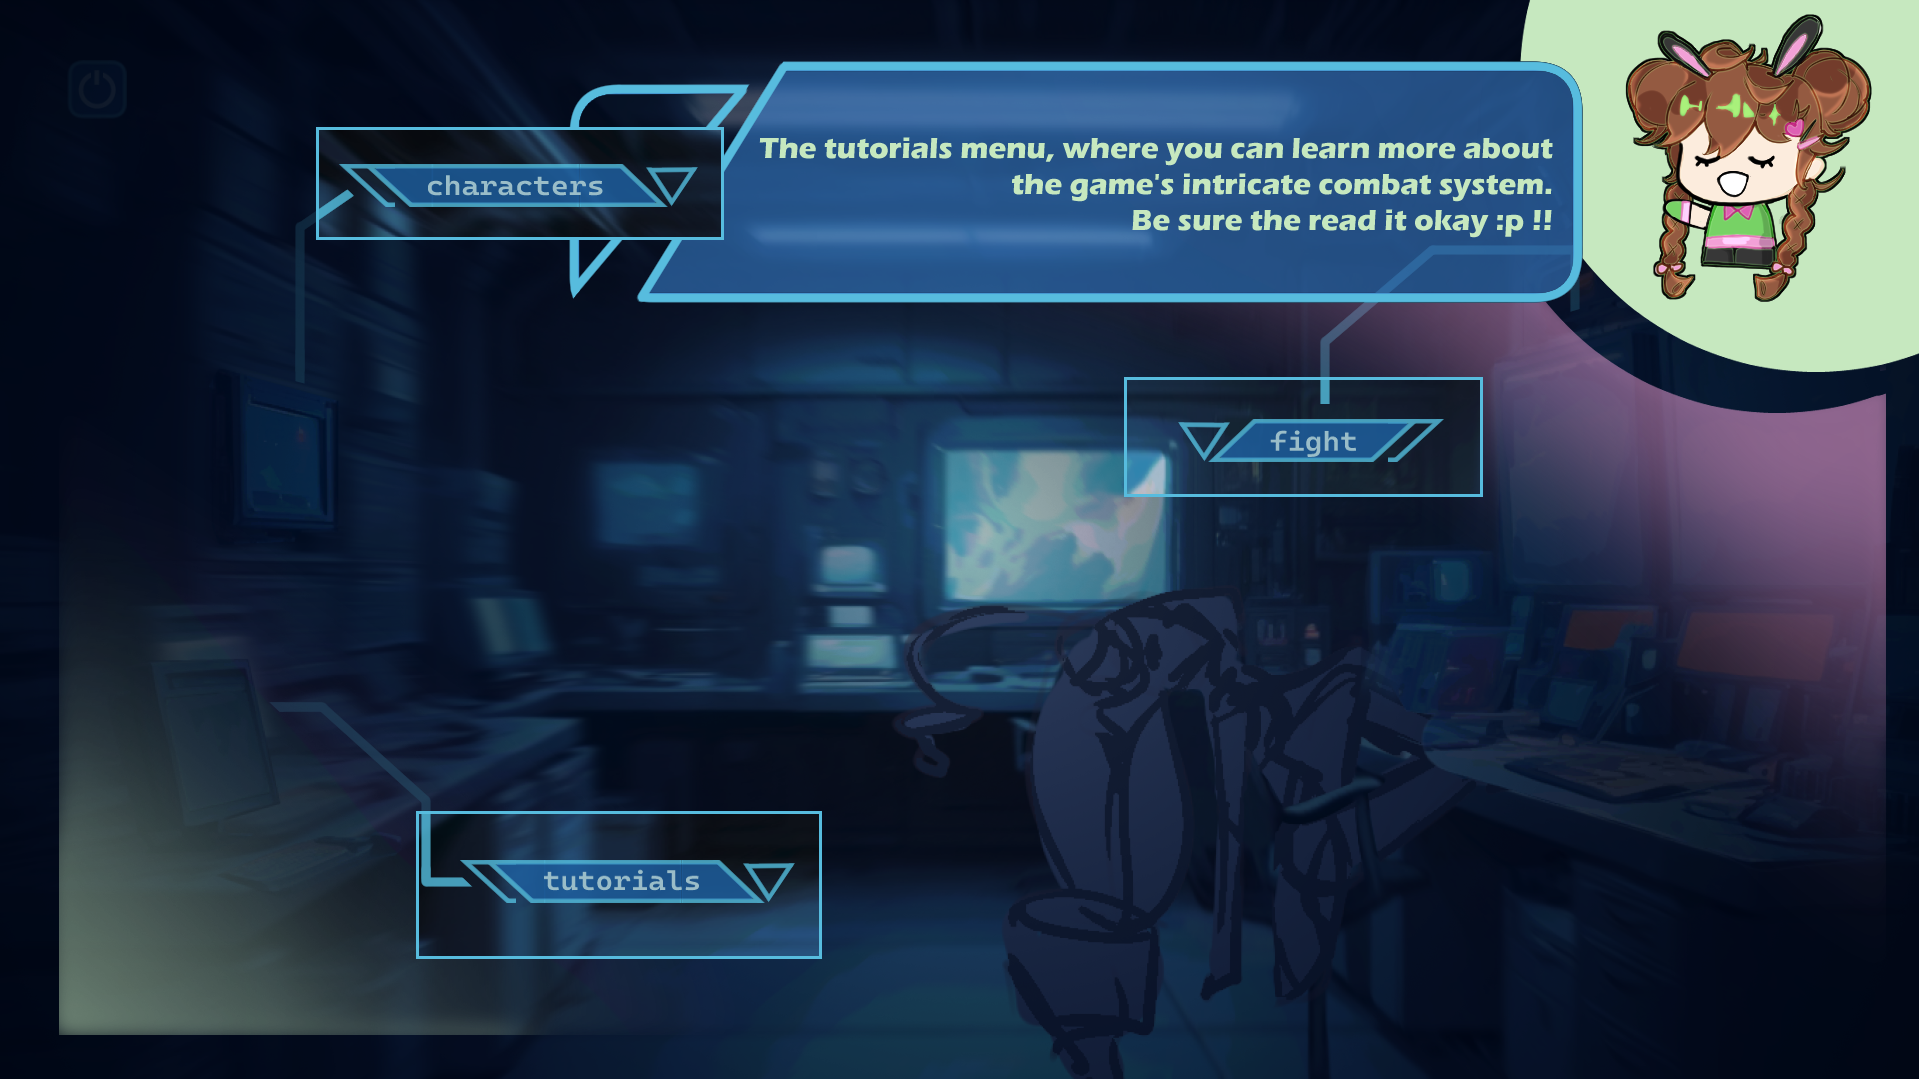 The tutorials menu, where you can learn more about
the game's intricate combat system.
Be sure the read it okay :p !!
characters
fight
tutorials